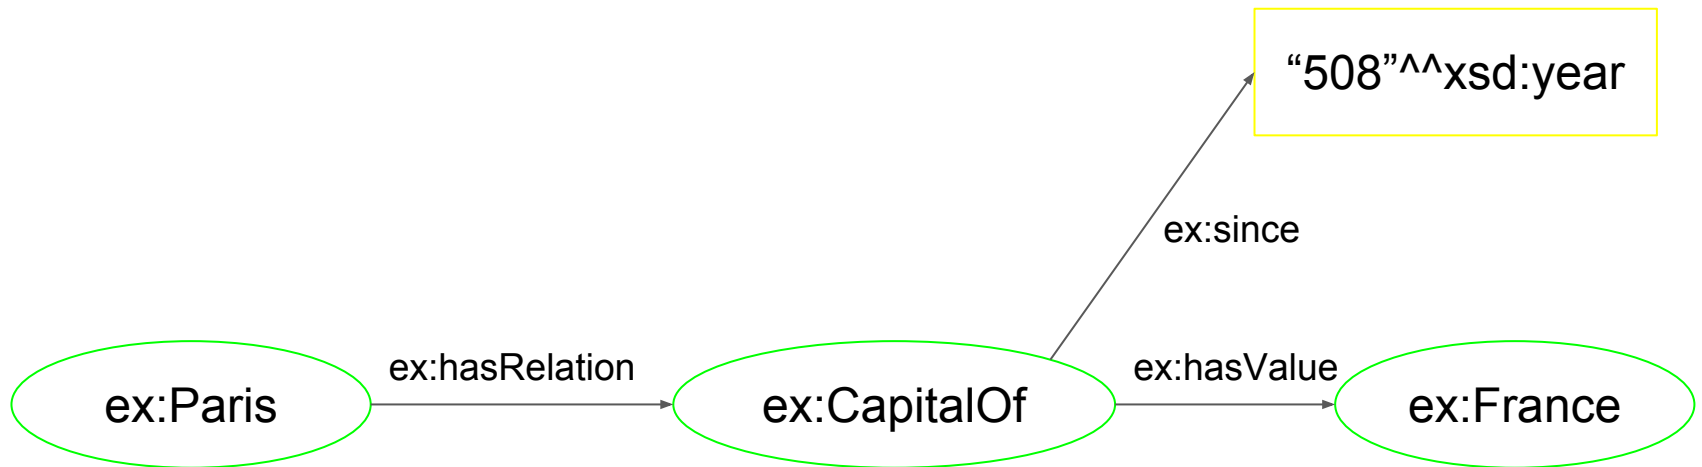 “508”^^xsd:year
ex:since
ex:hasRelation
ex:hasValue
ex:Paris
ex:CapitalOf
ex:France